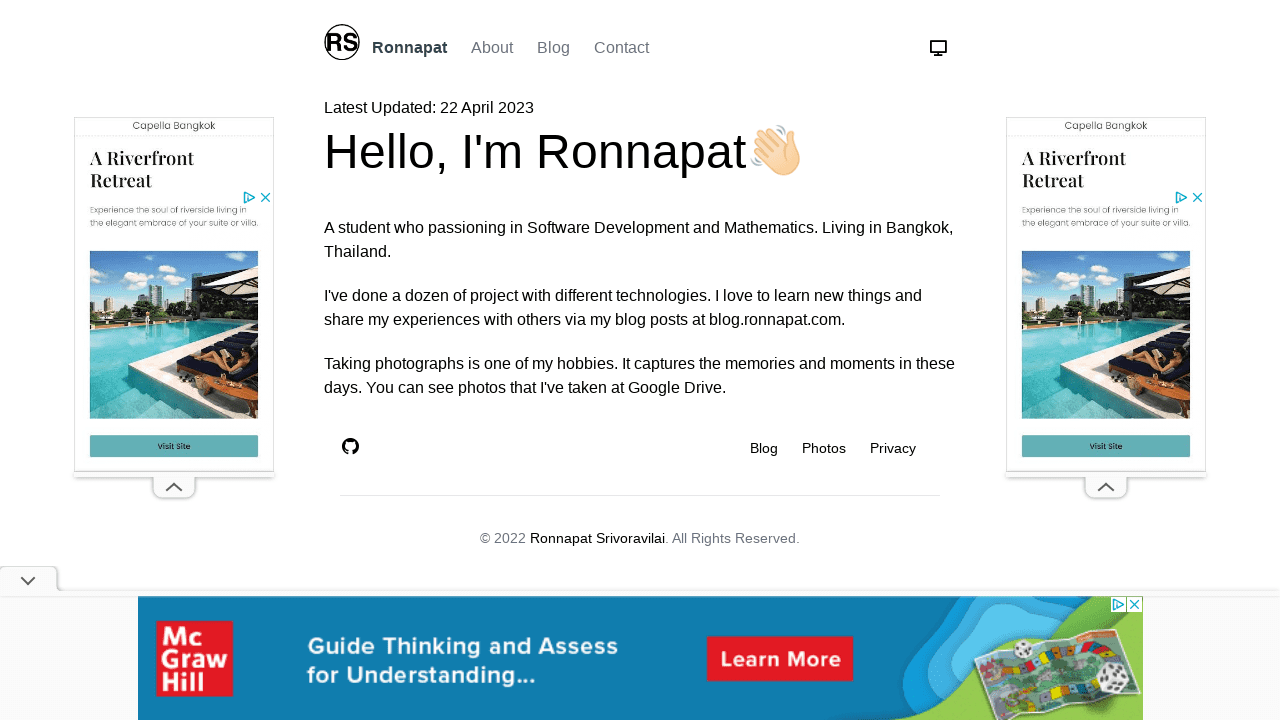 RS Ronnapat About Blog Contact
Latest Updated: 22 April 2023
Hello, I'm Ronnapat👋🏻
A student who passioning in Software Development and Mathematics. Living in Bangkok,
Thailand.
I've done a dozen of project with different technologies. I love to learn new things and
share my experiences with others via my blog posts at blog.ronnapat.com.
Taking photographs is one of my hobbies. It captures the memories and moments in these
days. You can see photos that I've taken at Google Drive.
Blog Photos Privacy
© 2022 Ronnapat Srivoravilai. All Rights Reserved.
Capella Bangkok
A Riverfront
Retreat
Experience the soul of riverside living in
the elegant embrace of your suite or villa.
Visit Site
Capella Bangkok
A Riverfront
Retreat
Experience the soul of riverside living in
the elegant embrace of your suite or villa.
Visit Site
Mc
Graw
Hill
Guide Thinking and Assess
for Understanding...
Learn More